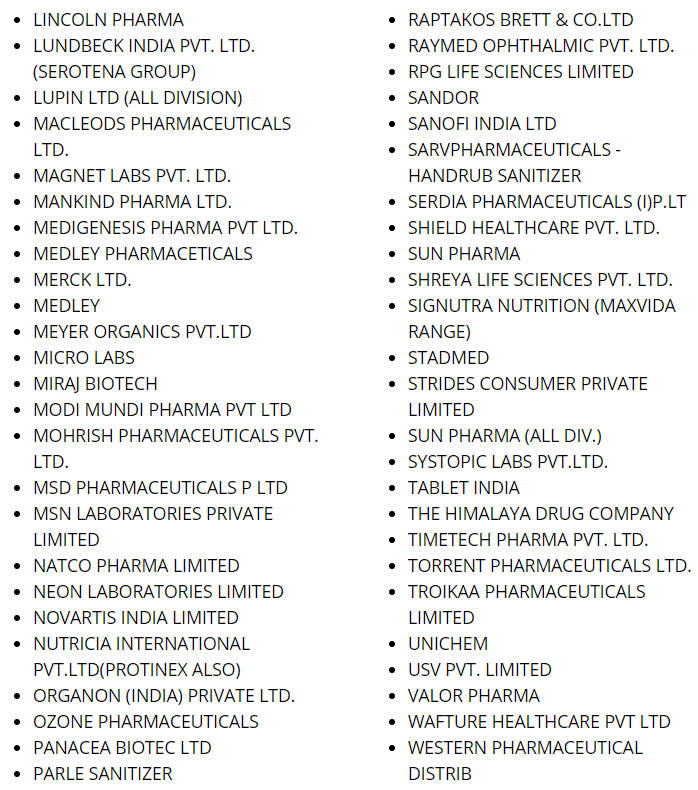 LINCOLN PHARMA
LUNDBECK INDIA PVT. LTD.
(SEROTENA GROUP)
LUPIN LTD (ALL DIVISION)
MACLEODS PHARMACEUTICALS
LTD.
MAGNET LABS PVT. LTD.
MANKIND PHARMA LTD.
MEDIGENESIS PHARMA PVT LTD.
MEDLEY PHARMACETICALS
MERCK LTD.
MEDLEY
MEYER ORGANICS PVT.LTD
MICRO LABS
MIRAJ BIOTECH
MODI MUNDI PHARMA PVT LTD
MOHRISH PHARMACEUTICALS PVT.
LTD.
MSD PHARMACEUTICALS P LTD
MSN LABORATORIES PRIVATE
LIMITED
NATCO PHARMA LIMITED
NEON LABORATORIES LIMITED
NOVARTIS INDIA LIMITED
NUTRICIA INTERNATIONAL
PVT.LTD(PROTINEX ALSO)
ORGANON (INDIA) PRIVATE LTD.
OZONE PHARMACEUTICALS
PANACEA BIOTEC LTD
PARLE SANITIZER
RAPTAKOS BRETT & CO.LTD
RAYMED OPHTHALMIC PVT. LTD.
RPG LIFE SCIENCES LIMITED
SANDOR
SANOFI INDIA LTD
SARVPHARMACEUTICALS -
HANDRUB SANITIZER
SERDIA PHARMACEUTICALS (I)P.LT
SHIELD HEALTHCARE PVT. LTD.
SUN PHARMA
SHREYA LIFE SCIENCES PVT. LTD.
SIGNUTRA NUTRITION (MAXVIDA
RANGE)
STADMED
STRIDES CONSUMER PRIVATE
LIMITED
SUN PHARMA (ALL DIV.)
SYSTOPIC LABS PVT.LTD.
TABLET INDIA
THE HIMALAYA DRUG COMPANY
TIMETECH PHARMA PVT. LTD.
TORRENT PHARMACEUTICALS LTD.
TROIKAA PHARMACEUTICALS
LIMITED
UNICHEM
USV PVT. LIMITED
VALOR PHARMA
WAFTURE HEALTHCARE PVT LTD
WESTERN PHARMACEUTICAL
DISTRIB